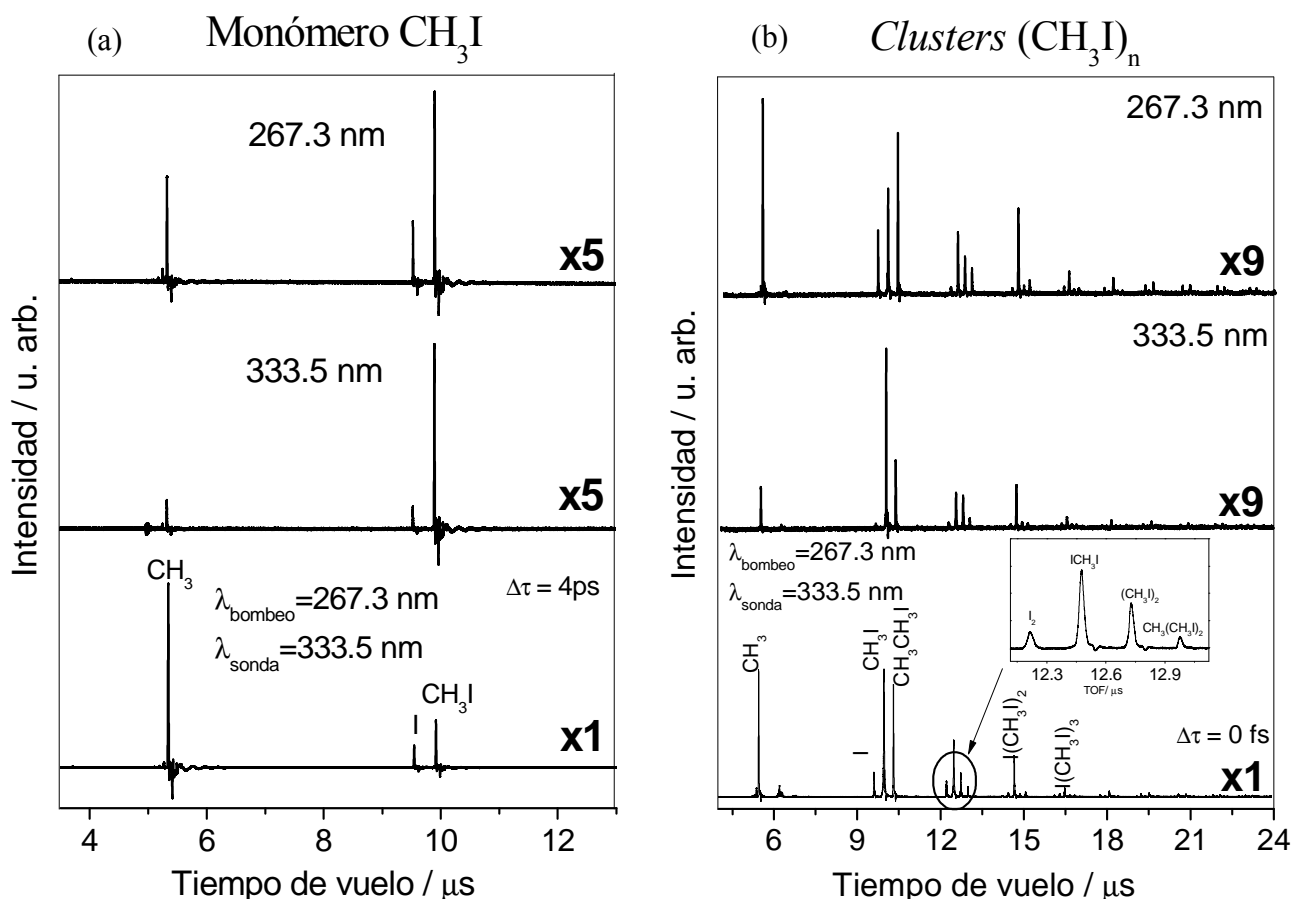 (a) Monómero CH₃I
267.3 nm
x5
333.5 nm
x5
CH₃
λbombeo=267.3 nm
Δτ = 4ps
λsonda=333.5 nm
I
CH₃I
x1
Intensidad / u. arb.
4 6 8 10 12
Tiempo de vuelo / μs
(b) Clusters (CH₃I)ₙ
267.3 nm
x9
333.5 nm
x9
λbombeo=267.3 nm
λsonda=333.5 nm
CH₃
I
CH₃I
CH₃CH₃I
I₂
ICH₃I
(CH₃I)₂
CH₃(CH₃I)₂
12.3 12.6 12.9
TOF/ μs
I(CH₃I)₂
I(CH₃I)₃
Δτ = 0 fs
x1
Intensidad / u. arb.
6 9 12 15 18 21 24
Tiempo de vuelo / μs